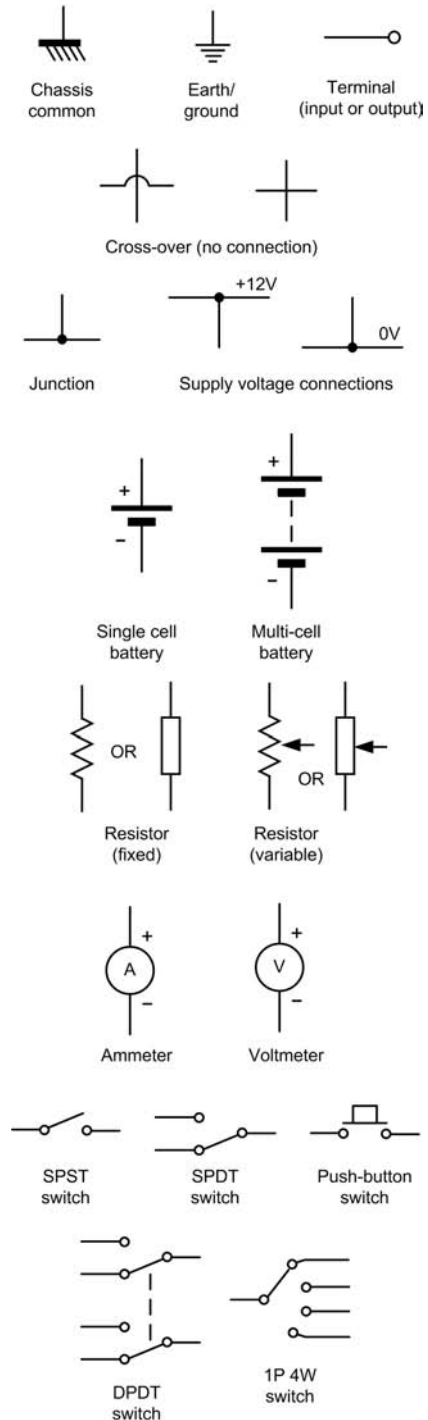 Chassis
common
Earth/
ground
Terminal
(input or output)
Cross-over (no connection)
+12V
0V
Junction
Supply voltage connections
+
−
Single cell
battery
+
−
Multi-cell
battery
OR
OR
Resistor
(fixed)
Resistor
(variable)
+
A
−
Ammeter
+
V
−
Voltmeter
SPST
switch
SPDT
switch
Push-button
switch
DPDT
switch
1P 4W
switch